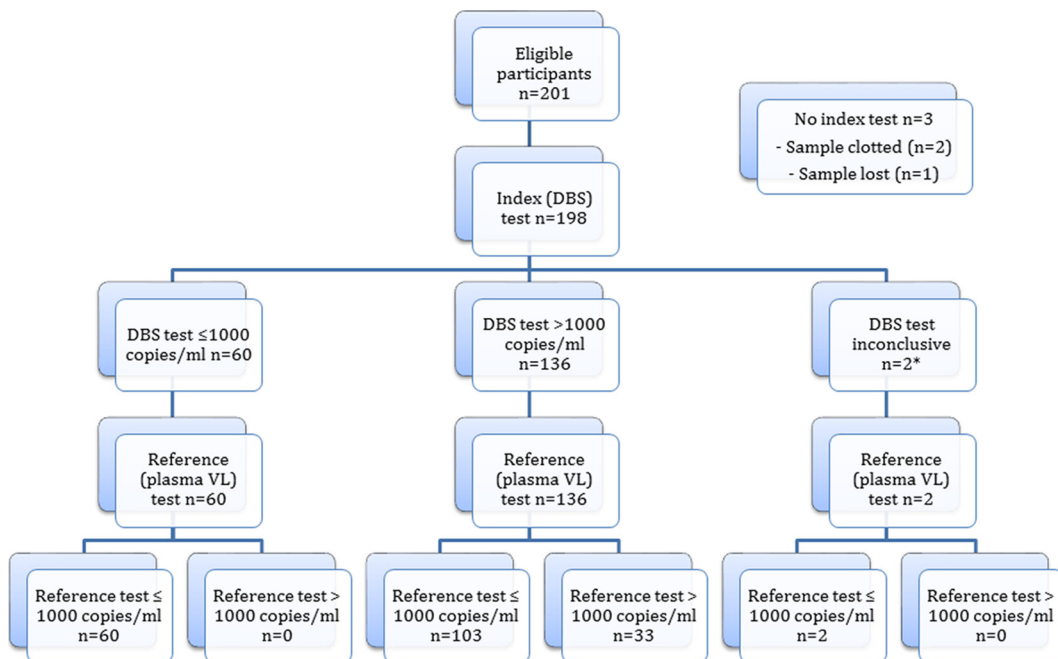 Eligible
participants
n=201
No index test n=3
- Sample clotted (n=2)
- Sample lost (n=1)
Index (DBS)
test n=198
DBS test ≤1000
copies/ml n=60
DBS test >1000
copies/ml
n=136
DBS test
inconclusive
n=2*
Reference
(plasma VL)
test n=60
Reference
(plasma VL)
test n=136
Reference
(plasma VL)
test n=2
Reference test ≤
1000 copies/ml
n=60
Reference test >
1000 copies/ml
n=0
Reference test ≤
1000 copies/ml
n=103
Reference test >
1000 copies/ml
n=33
Reference test ≤
1000 copies/ml
n=2
Reference test >
1000 copies/ml
n=0